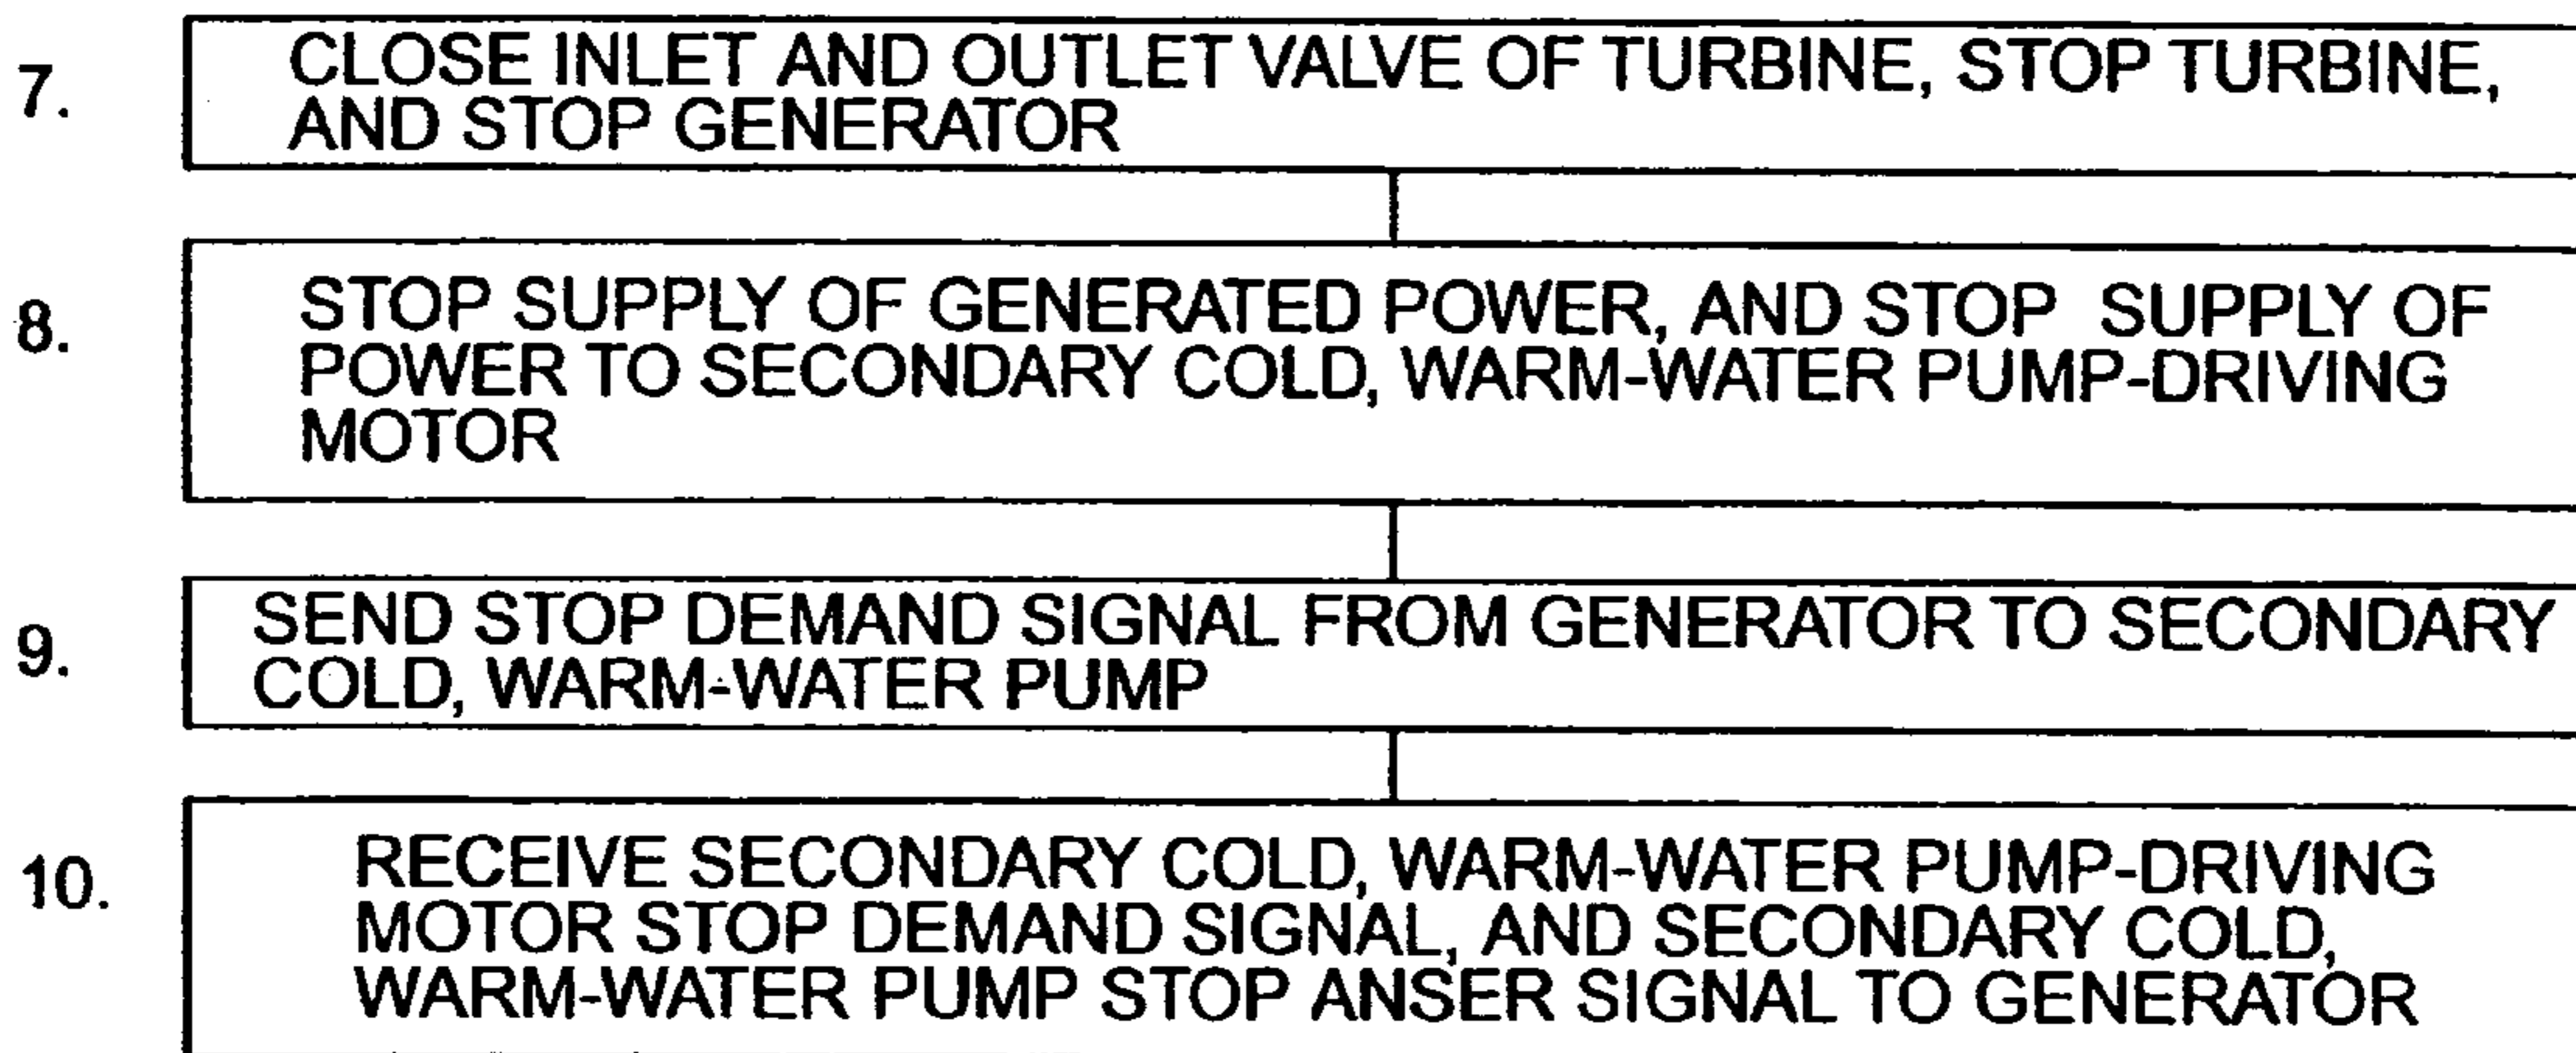 7. CLOSE INLET AND OUTLET VALVE OF TURBINE, STOP TURBINE,
AND STOP GENERATOR
8. STOP SUPPLY OF GENERATED POWER, AND STOP SUPPLY OF
POWER TO SECONDARY COLD, WARM-WATER PUMP-DRIVING
MOTOR
9. SEND STOP DEMAND SIGNAL FROM GENERATOR TO SECONDARY
COLD, WARM-WATER PUMP
10. RECEIVE SECONDARY COLD, WARM-WATER PUMP-DRIVING
MOTOR STOP DEMAND SIGNAL, AND SECONDARY COLD,
WARM-WATER PUMP STOP ANSER SIGNAL TO GENERATOR